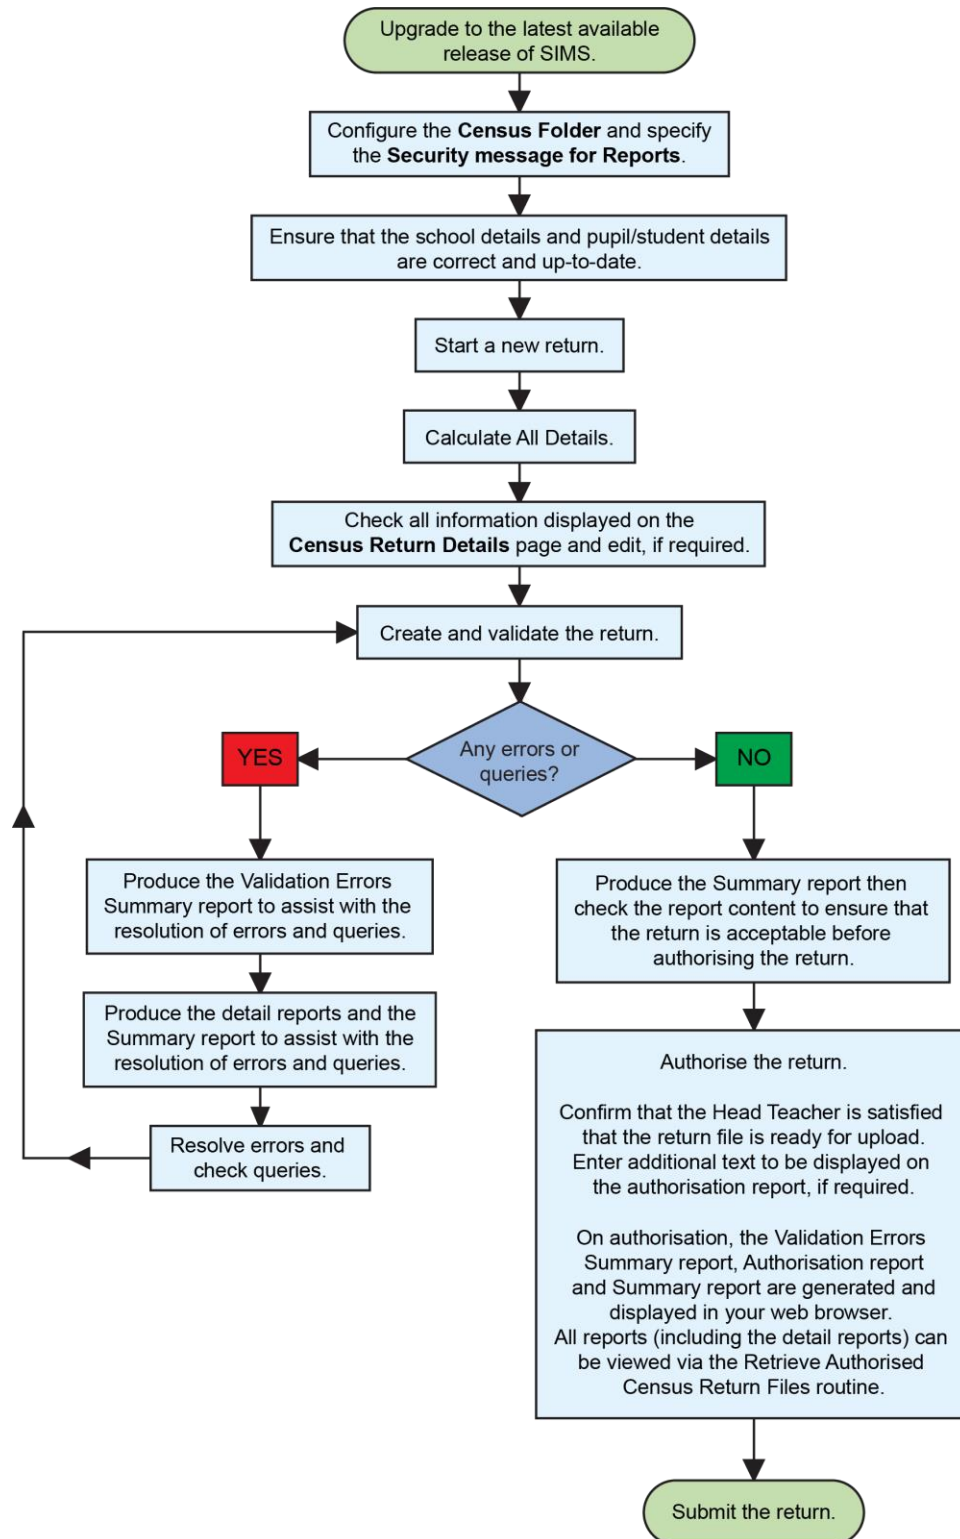 Upgrade to the latest available
release of SIMS.
Configure the Census Folder and specify
the Security message for Reports.
Ensure that the school details and pupil/student details
are correct and up-to-date.
Start a new return.
Calculate All Details.
Check all information displayed on the
Census Return Details page and edit, if required.
Create and validate the return.
Any errors or
queries?
YES
NO
Produce the Validation Errors
Summary report to assist with the
resolution of errors and queries.
Produce the detail reports and the
Summary report to assist with the
resolution of errors and queries.
Resolve errors and
check queries.
Produce the Summary report then
check the report content to ensure that
the return is acceptable before
authorising the return.
Authorise the return.
Confirm that the Head Teacher is satisfied
that the return file is ready for upload.
Enter additional text to be displayed on
the authorisation report, if required.
On authorisation, the Validation Errors
Summary report, Authorisation report
and Summary report are generated and
displayed in your web browser.
All reports (including the detail reports) can
be viewed via the Retrieve Authorised
Census Return Files routine.
Submit the return.